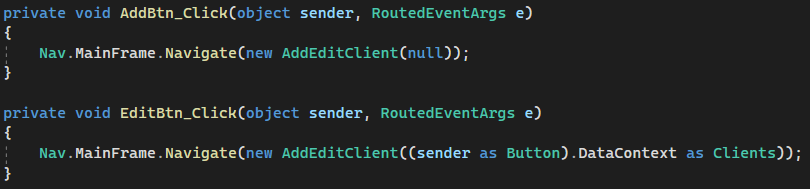 private void AddBtn_Click(object sender, RoutedEventArgs e)
{
    Nav.MainFrame.Navigate(new AddEditClient(null));
}
private void EditBtn_Click(object sender, RoutedEventArgs e)
{
    Nav.MainFrame.Navigate(new AddEditClient((sender as Button).DataContext as Clients));
}